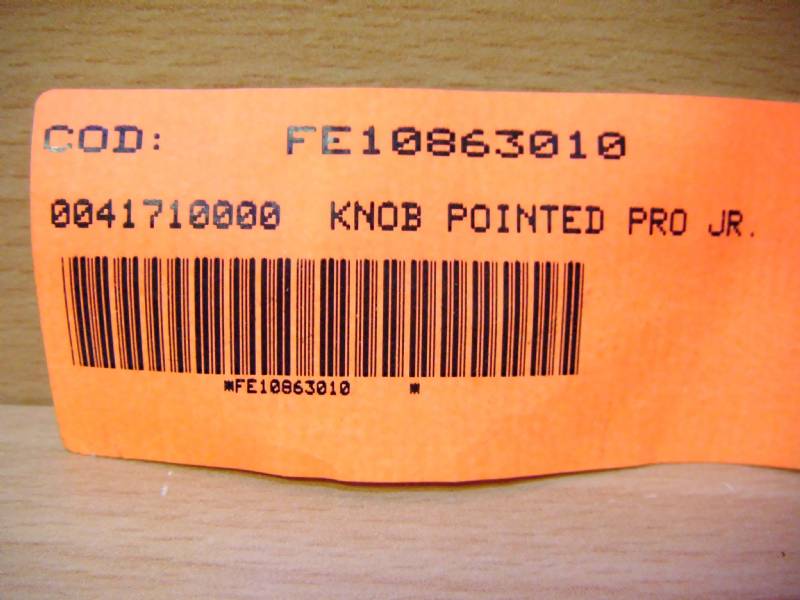 COD: FE10863010
0041710000 KNOB POINTED PRO JR.
*FE10863010 *